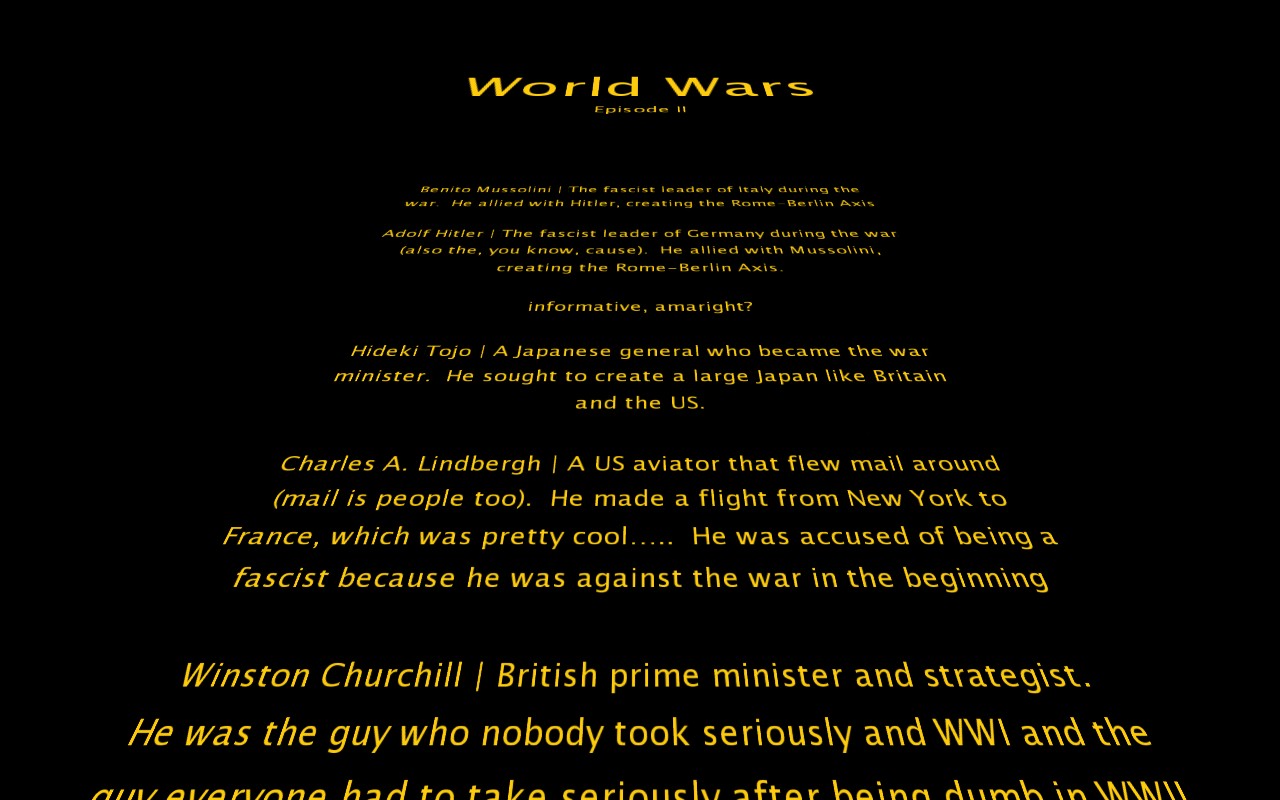 World Wars
Episode II
Benito Mussolini | The fascist leader of Italy during the
war.  He allied with Hitler, creating the Rome-Berlin Axis
Adolf Hitler | The fascist leader of Germany during the war
(also the, you know, cause).  He allied with Mussolini,
creating the Rome-Berlin Axis.
informative, amaright?
Hideki Tojo | A Japanese general who became the war
minister.  He sought to create a large Japan like Britain
and the US.
Charles A. Lindbergh | A US aviator that flew mail around
(mail is people too).  He made a flight from New York to
France, which was pretty cool.....  He was accused of being a
fascist because he was against the war in the beginning
Winston Churchill | British prime minister and strategist.
He was the guy who nobody took seriously and WWI and the
guy everyone had to take seriously after being dumb in WWII